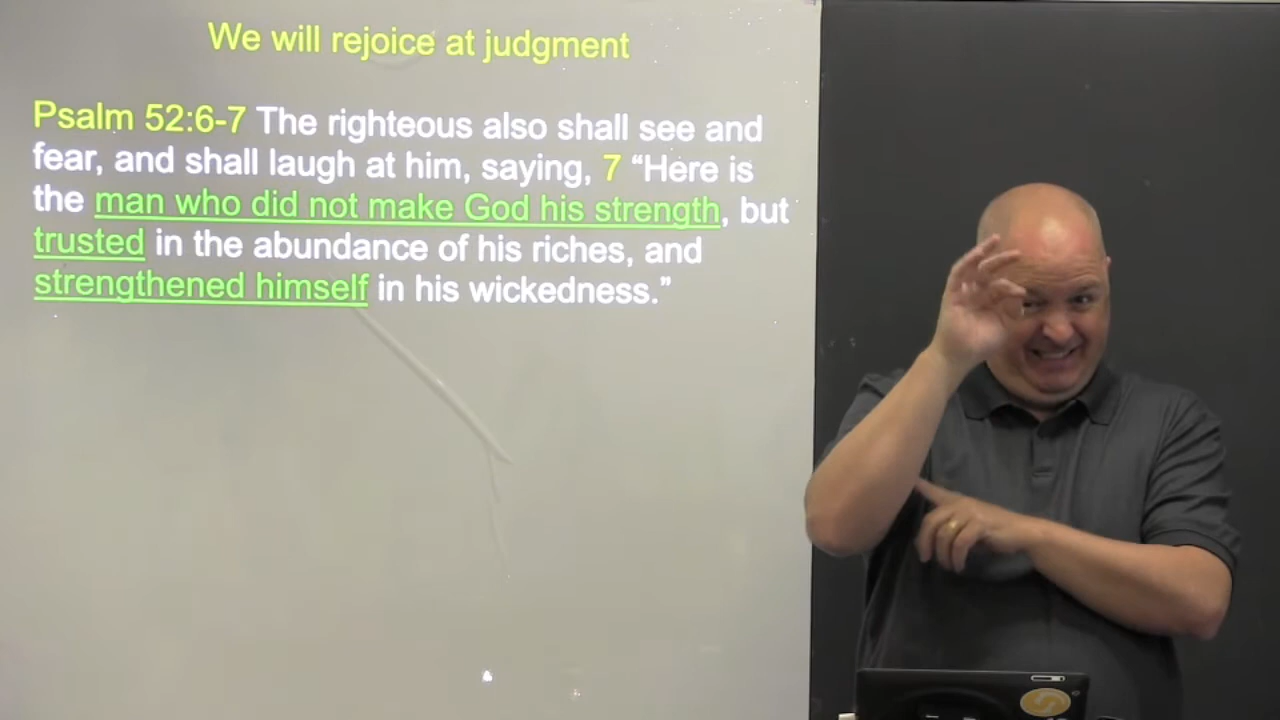 We will rejoice at judgment
Psalm 52:6-7 The righteous also shall see and
fear, and shall laugh at him, saying, 7 “Here is
the man who did not make God his strength, but
trusted in the abundance of his riches, and
strengthened himself in his wickedness.”